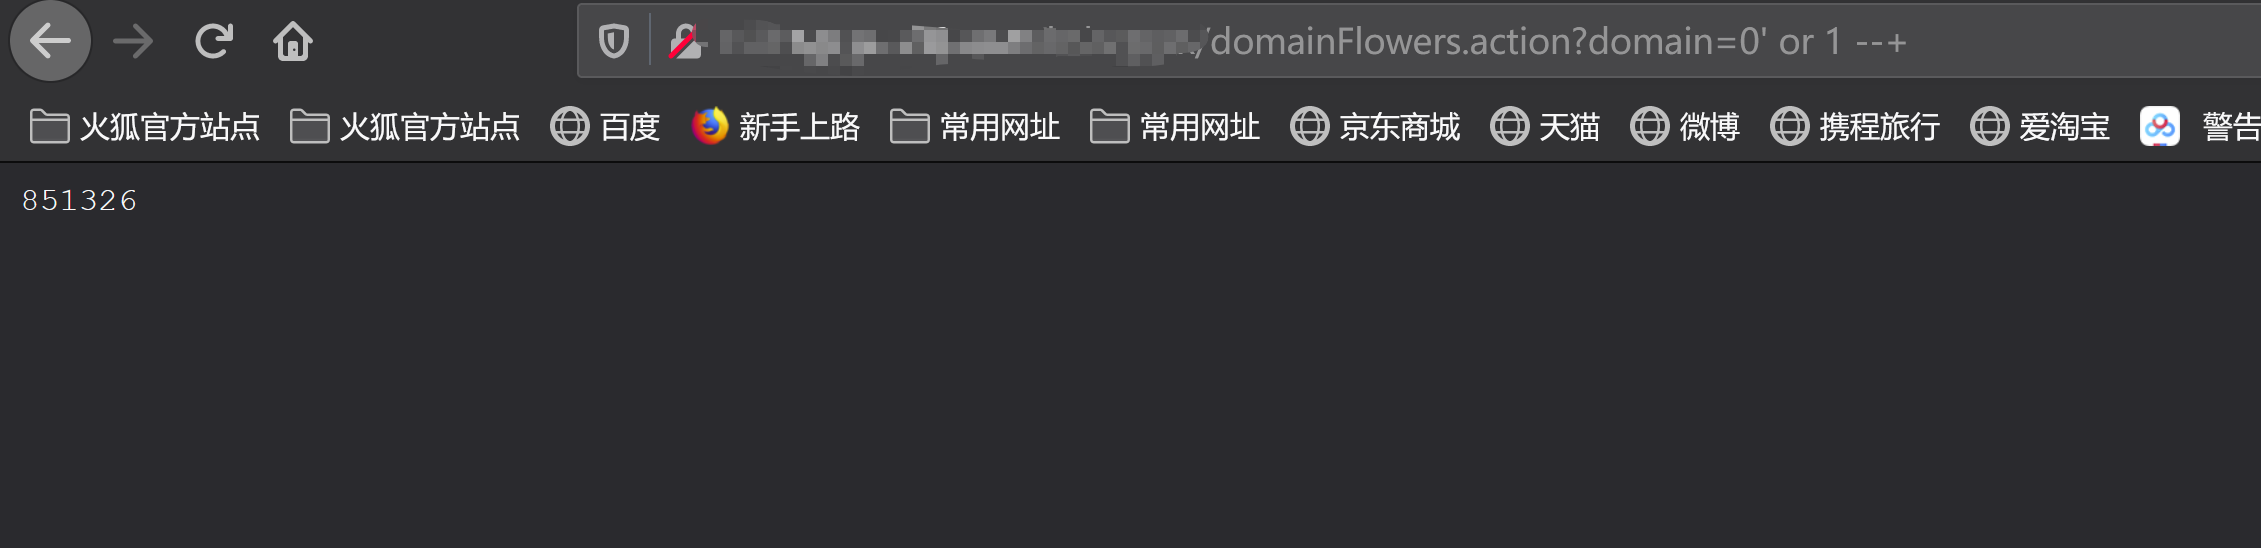 /domainFlowers.action?domain=0' or 1 --+
火狐官方站点 火狐官方站点 百度 新手上路 常用网址 常用网址 京东商城 天猫 微博 携程旅行 爱淘宝 警告
851326